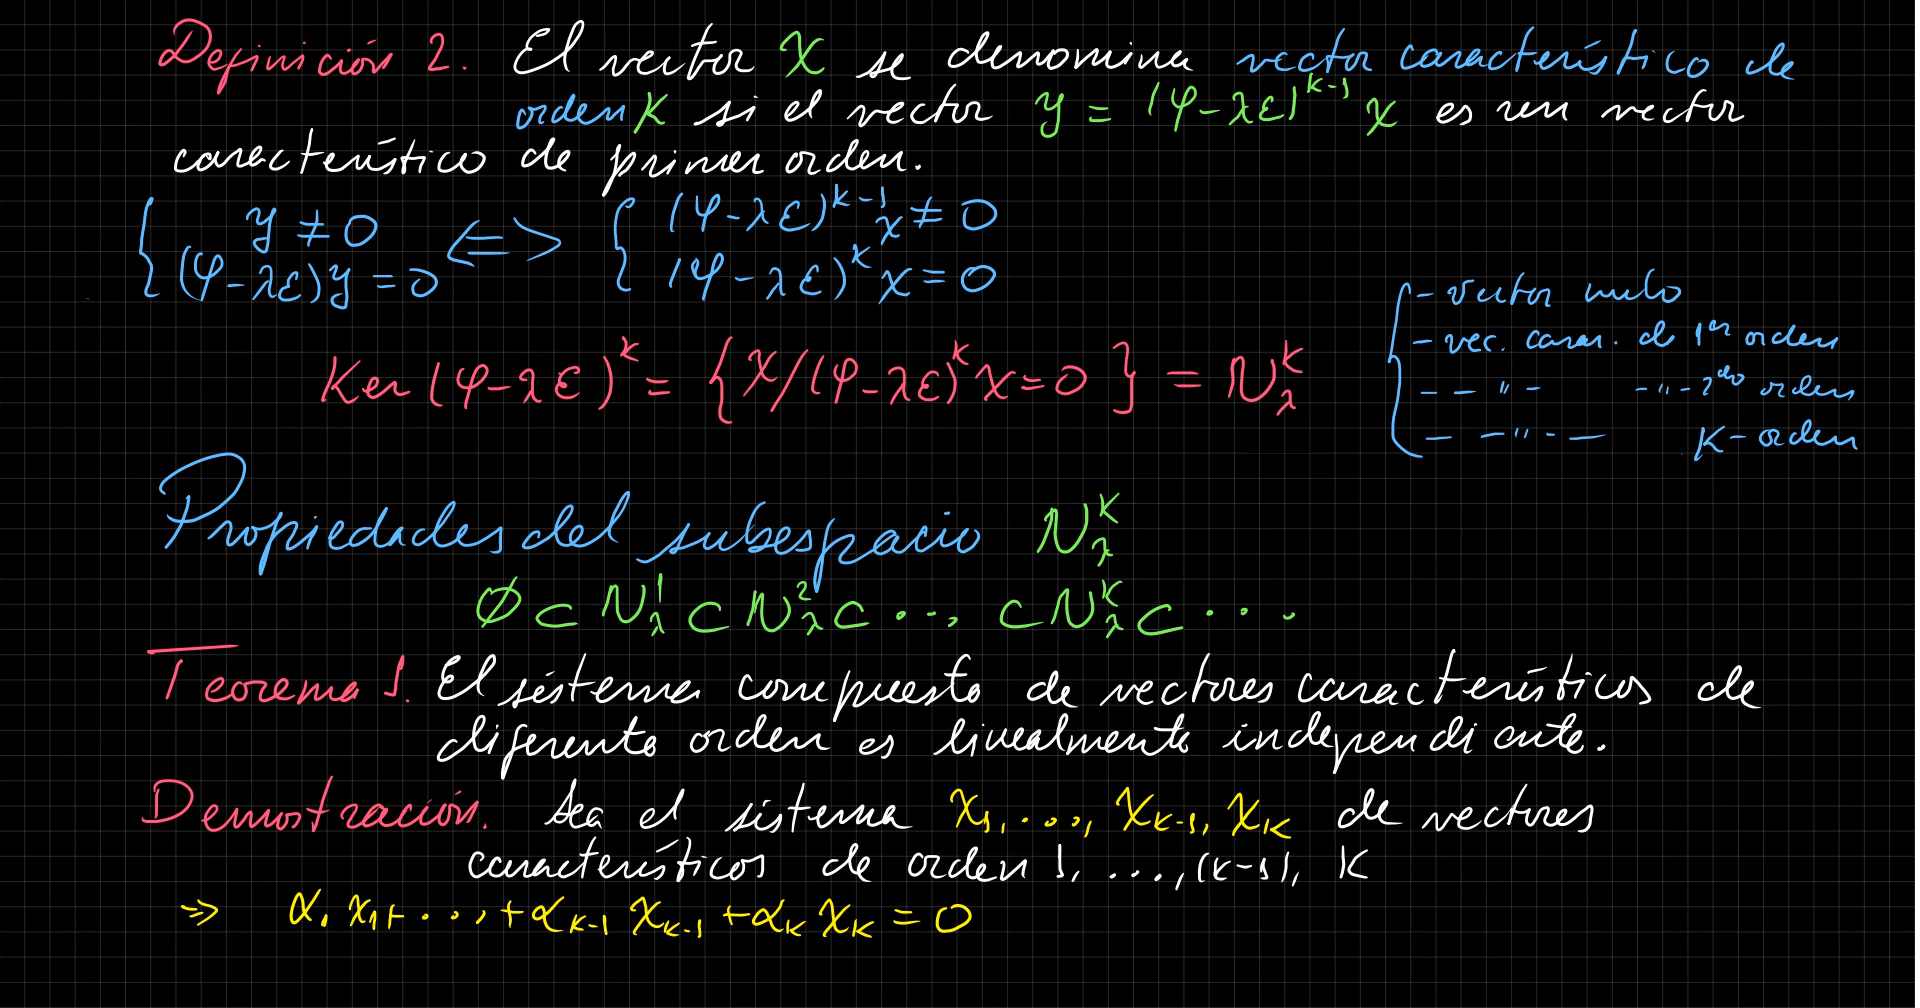 Definición 2. El vector x se denomina vector característico de
orden K si el vector y = (φ-λε)^{k-1} x es un vector
característico de primer orden.
{ y ≠ 0 <=> { (φ-λε)^{k-1} x ≠ 0
(φ-λε)y = 0 (φ-λε)^k x = 0
{ - vector nulo
- vec. carac. de 1er orden
- - " - - " - 2do orden
- - " - - K-orden
Ker (φ-λε)^k = { x/(φ-λε)^k x = 0 } = N_λ^k
Propiedades del subespacio N_λ^k
∅ ⊂ N_λ^1 ⊂ N_λ^2 ⊂ ..., ⊂ N_λ^k ⊂ ....
Teorema 1. El sistema compuesto de vectores característicos de
diferente orden es linealmente independiente.
Demostración. Sea el sistema x_1, ..., x_{k-1}, x_k de vectores
característicos de orden 1, ..., (k-1), k
=> α_1 x_1 + ..., + α_{k-1} x_{k-1} + α_k x_k = 0